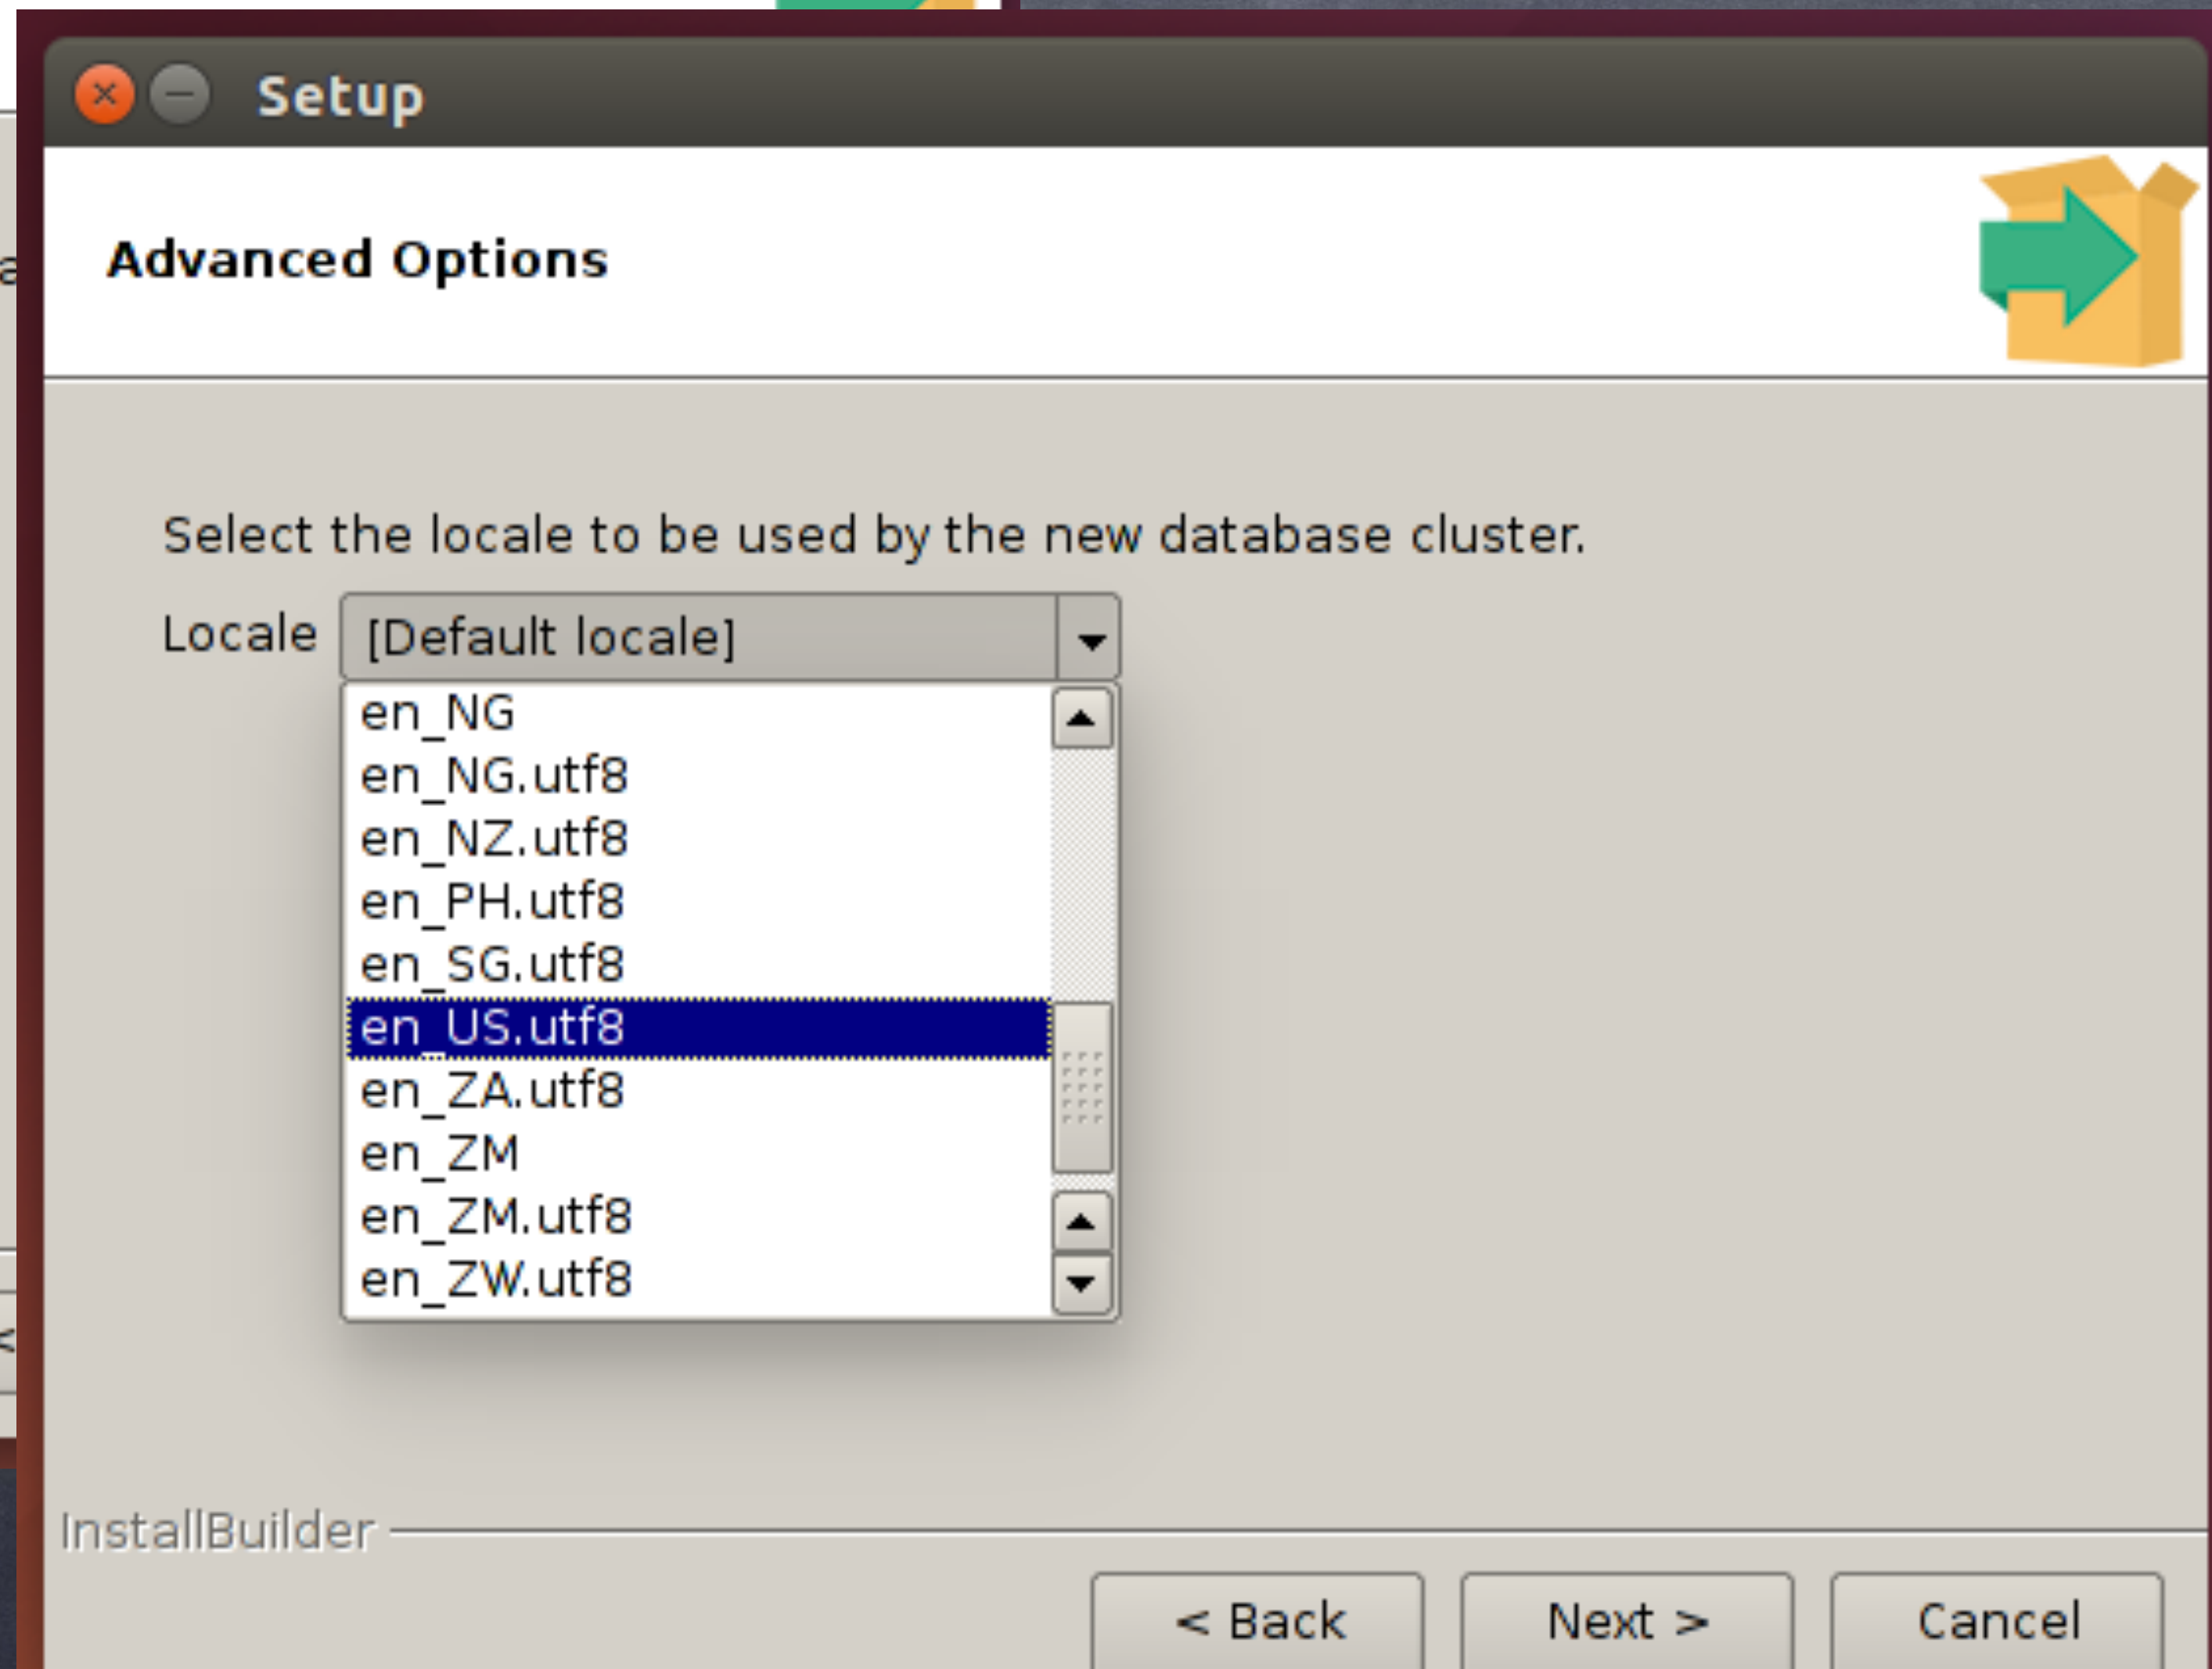 Setup
Advanced Options
Select the locale to be used by the new database cluster.
Locale [Default locale]
en_NG
en_NG.utf8
en_NZ.utf8
en_PH.utf8
en_SG.utf8
en_US.utf8
en_ZA.utf8
en_ZM
en_ZM.utf8
en_ZW.utf8
InstallBuilder
< Back Next > Cancel